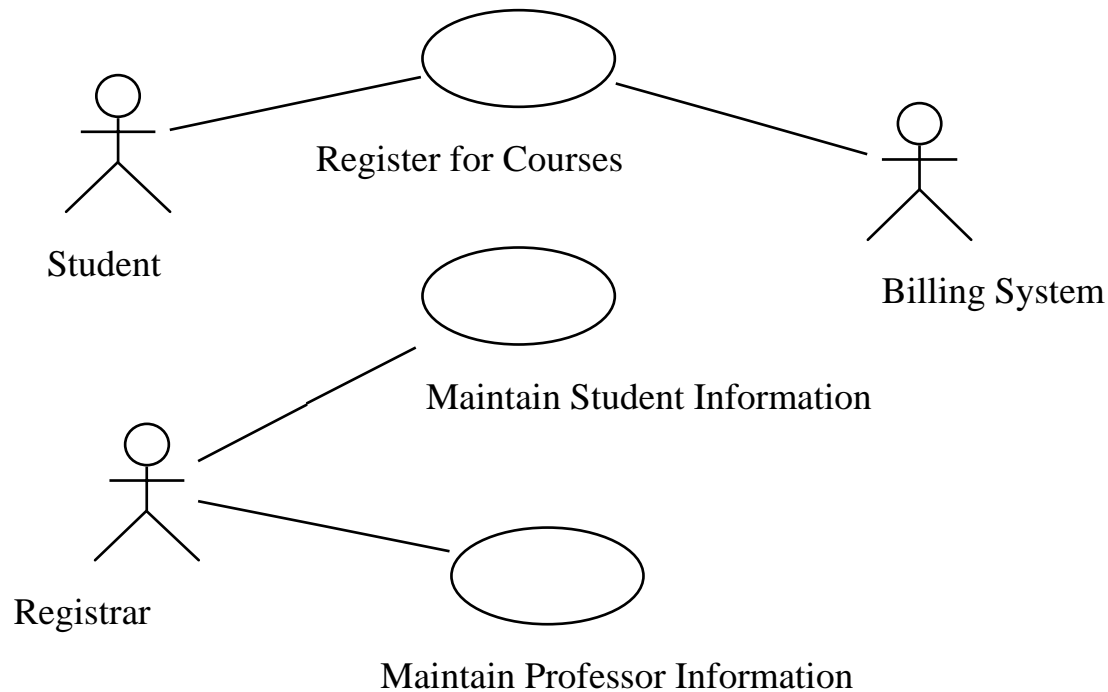 Register for Courses
Student
Billing System
Maintain Student Information
Registrar
Maintain Professor Information